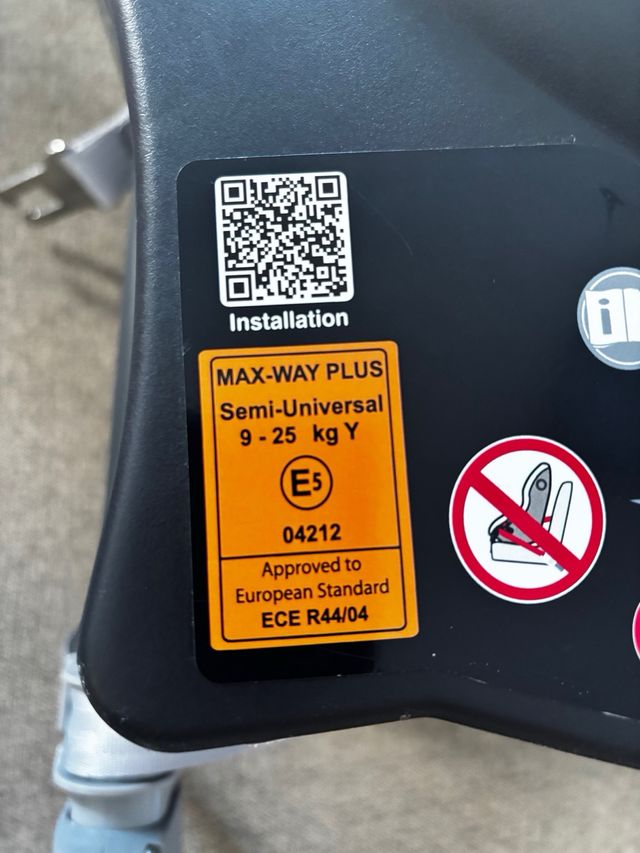 Installation
MAX-WAY PLUS
Semi-Universal
9 - 25 kg Y
E5
04212
Approved to
European Standard
ECE R44/04
i